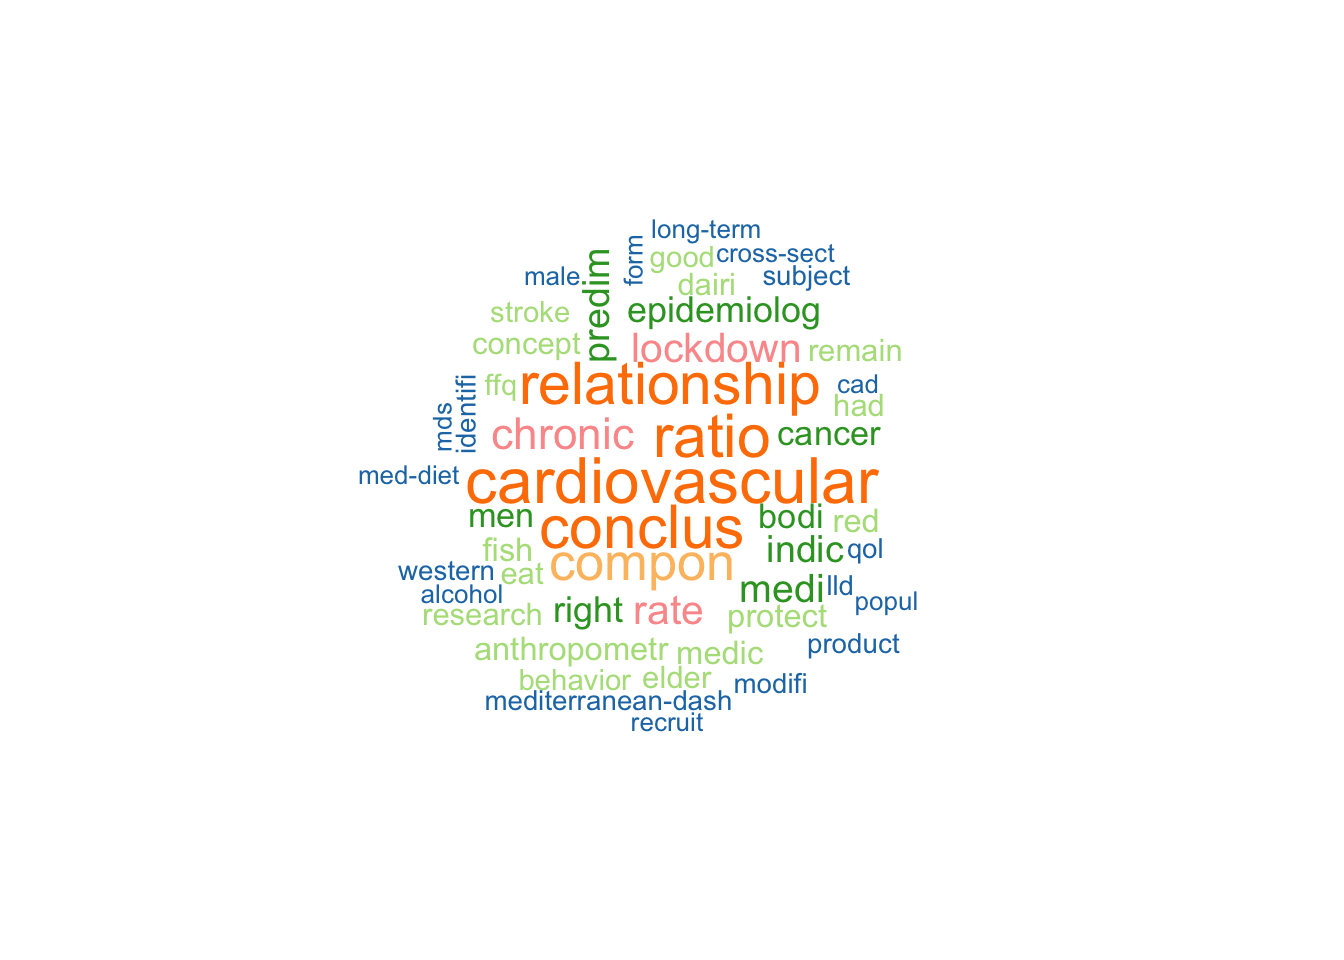 long-term
form
good
cross-sect
male
predim
dairi
subject
stroke
epidemiolog
concept
lockdown
remain
mds
identifi
ffq
relationship
cad
had
chronic
ratio
cancer
med-diet
cardiovascular
men
conclus
bodi
red
fish
compon
indic
qol
western
eat
alcohol
medi
lld
popul
research
right
rate
protect
anthropometr
medic
product
behavior
elder
modifi
mediterranean-dash
recruit